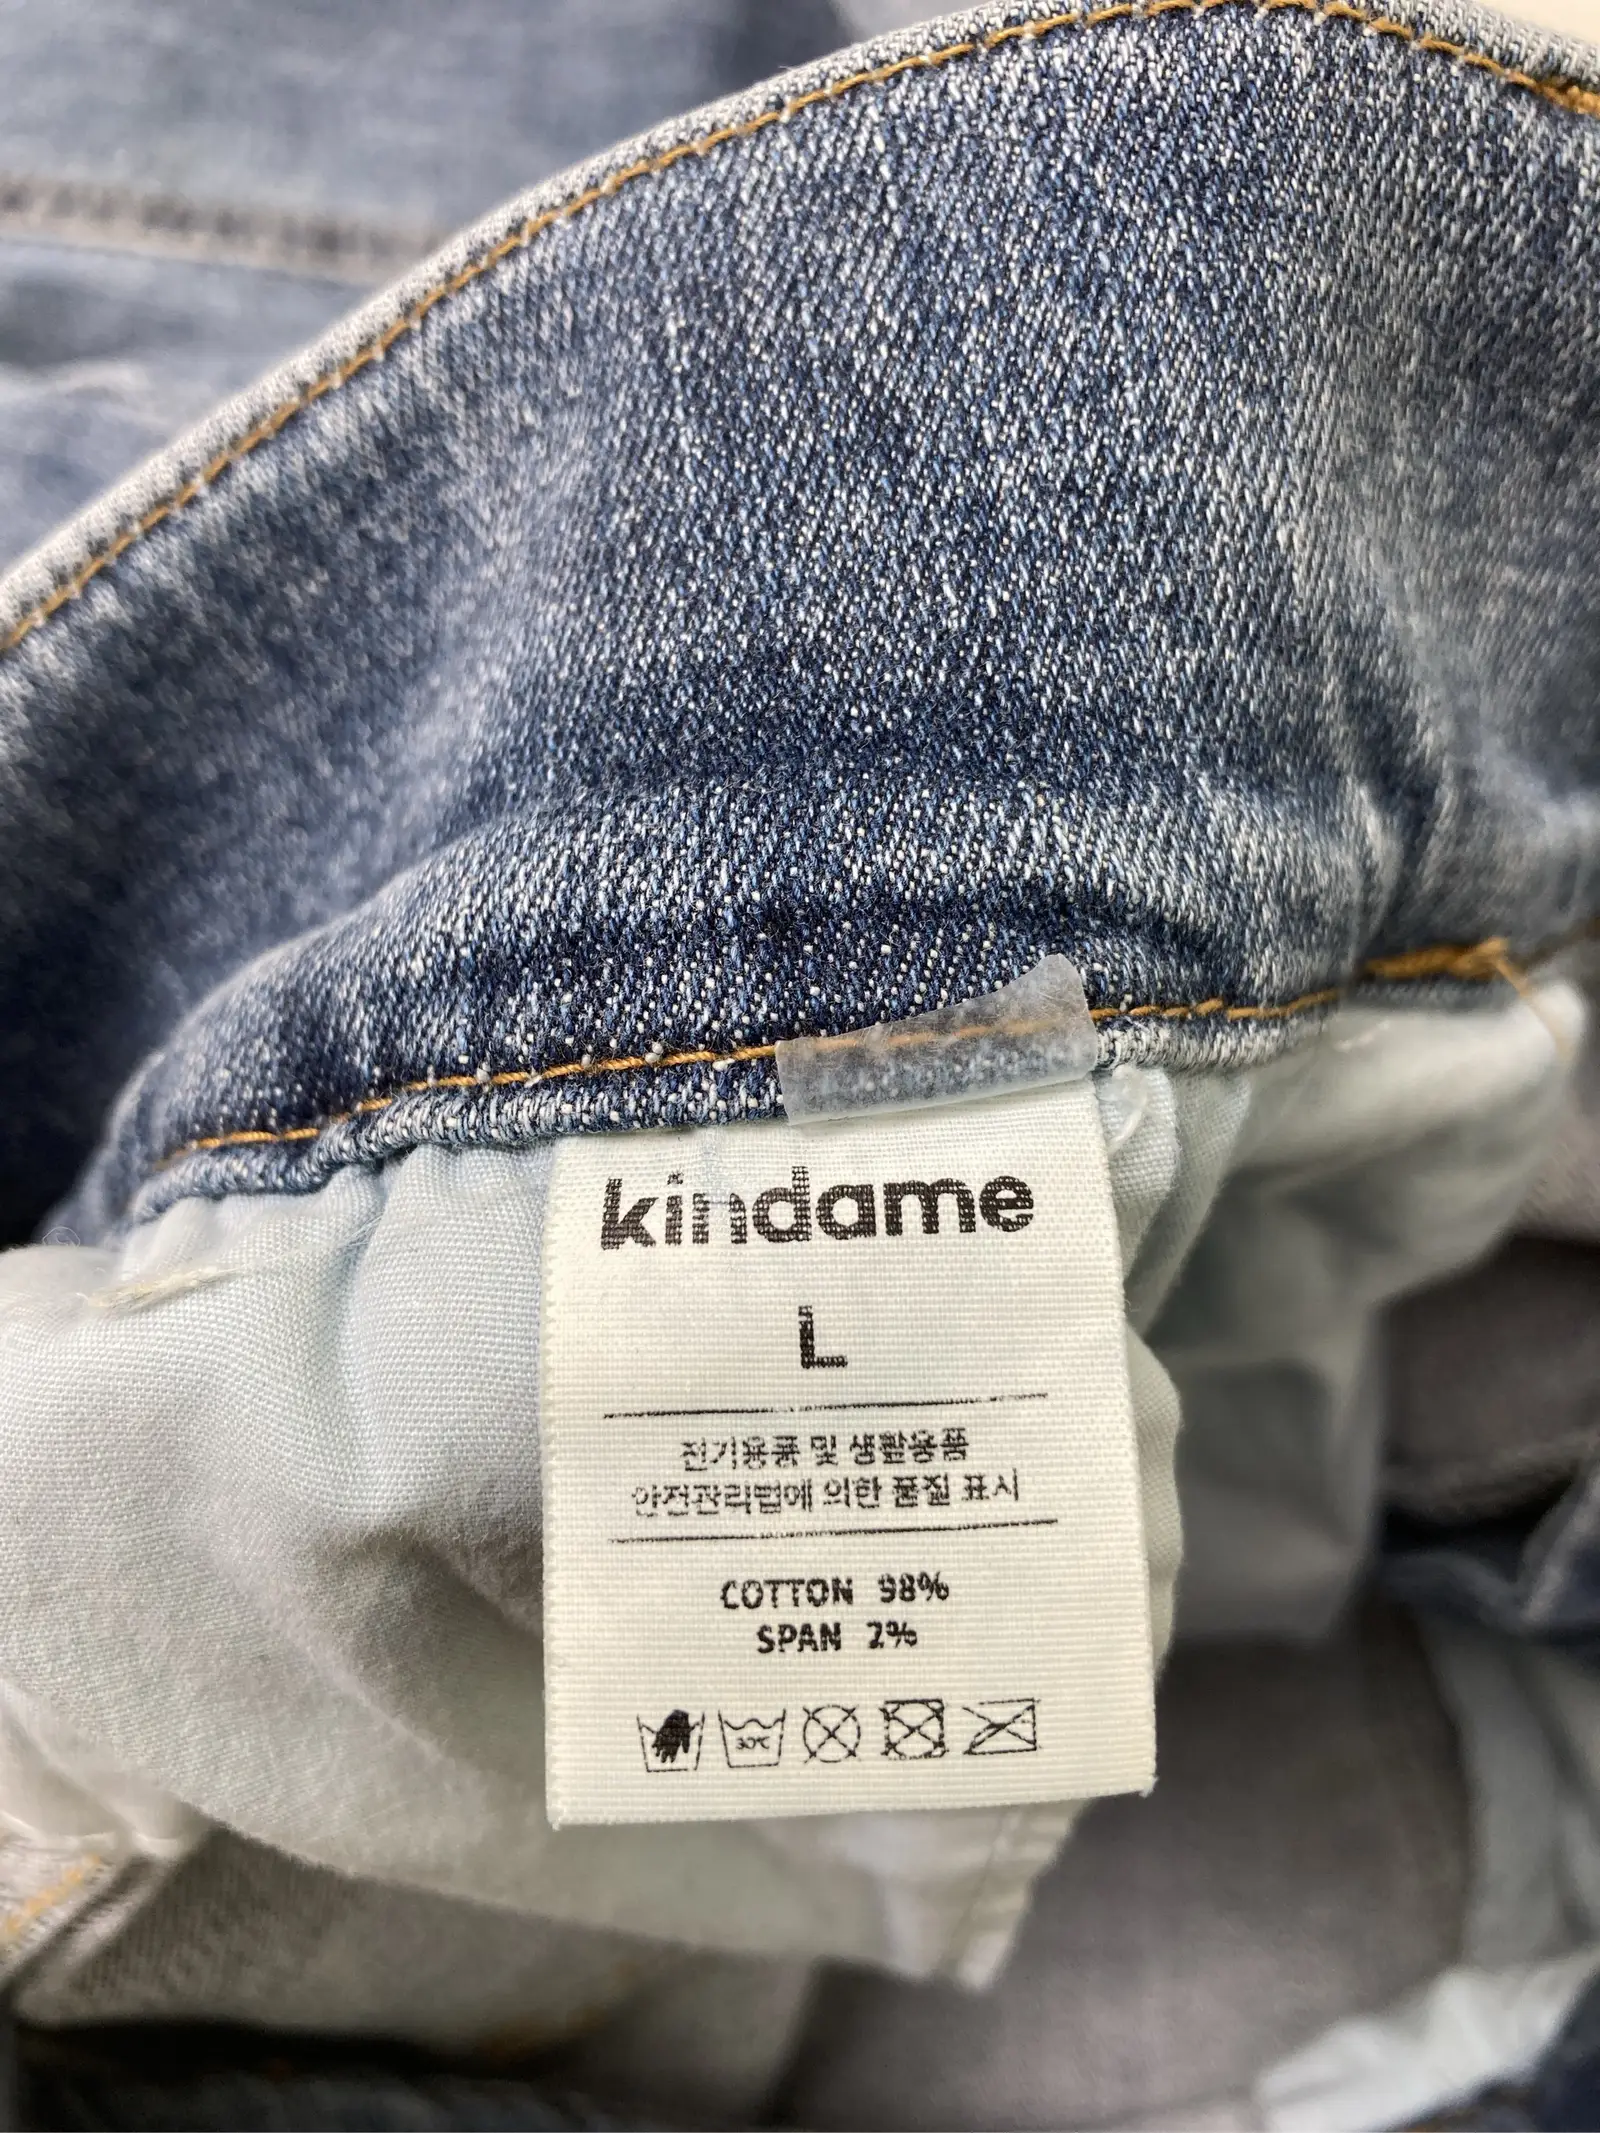 kindame
L
전기용품 및 생활용품
안전관리법에 의한 품질 표시
COTTON 98%
SPAN 2%
30℃